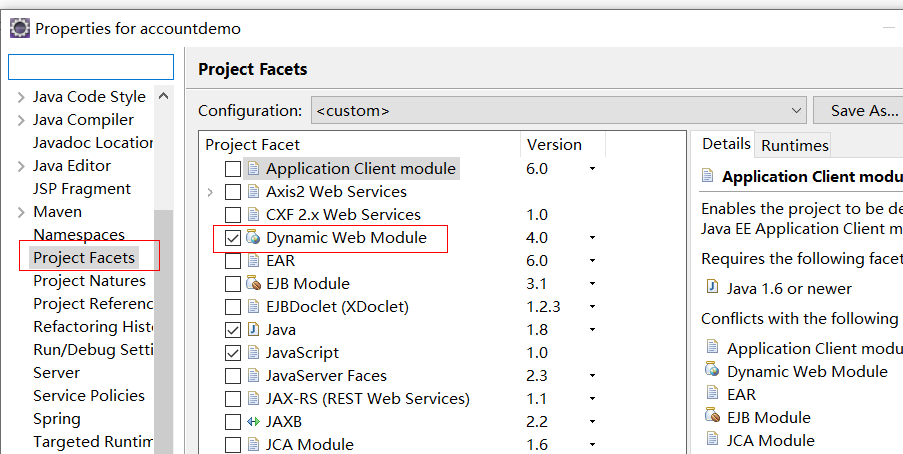 Properties for accountdemo
Java Code Style
Java Compiler
Javadoc Location
Java Editor
JSP Fragment
Maven
Namespaces
Project Facets
Project Natures
Project Referenc
Refactoring Histo
Run/Debug Setti
Server
Service Policies
Spring
Targeted Runtim
Project Facets
Configuration: <custom> Save As...
Project Facet Version
Application Client module 6.0
Axis2 Web Services
CXF 2.x Web Services 1.0
Dynamic Web Module 4.0
EAR 6.0
EJB Module 3.1
EJBDoclet (XDoclet) 1.2.3
Java 1.8
JavaScript 1.0
JavaServer Faces 2.3
JAX-RS (REST Web Services) 1.1
JAXB 2.2
JCA Module 1.6
Details Runtimes
Application Client modu
Enables the project to be de
Java EE Application Client m
Requires the following facet
Java 1.6 or newer
Conflicts with the following
Application Client modu
Dynamic Web Module
EAR
EJB Module
JCA Module